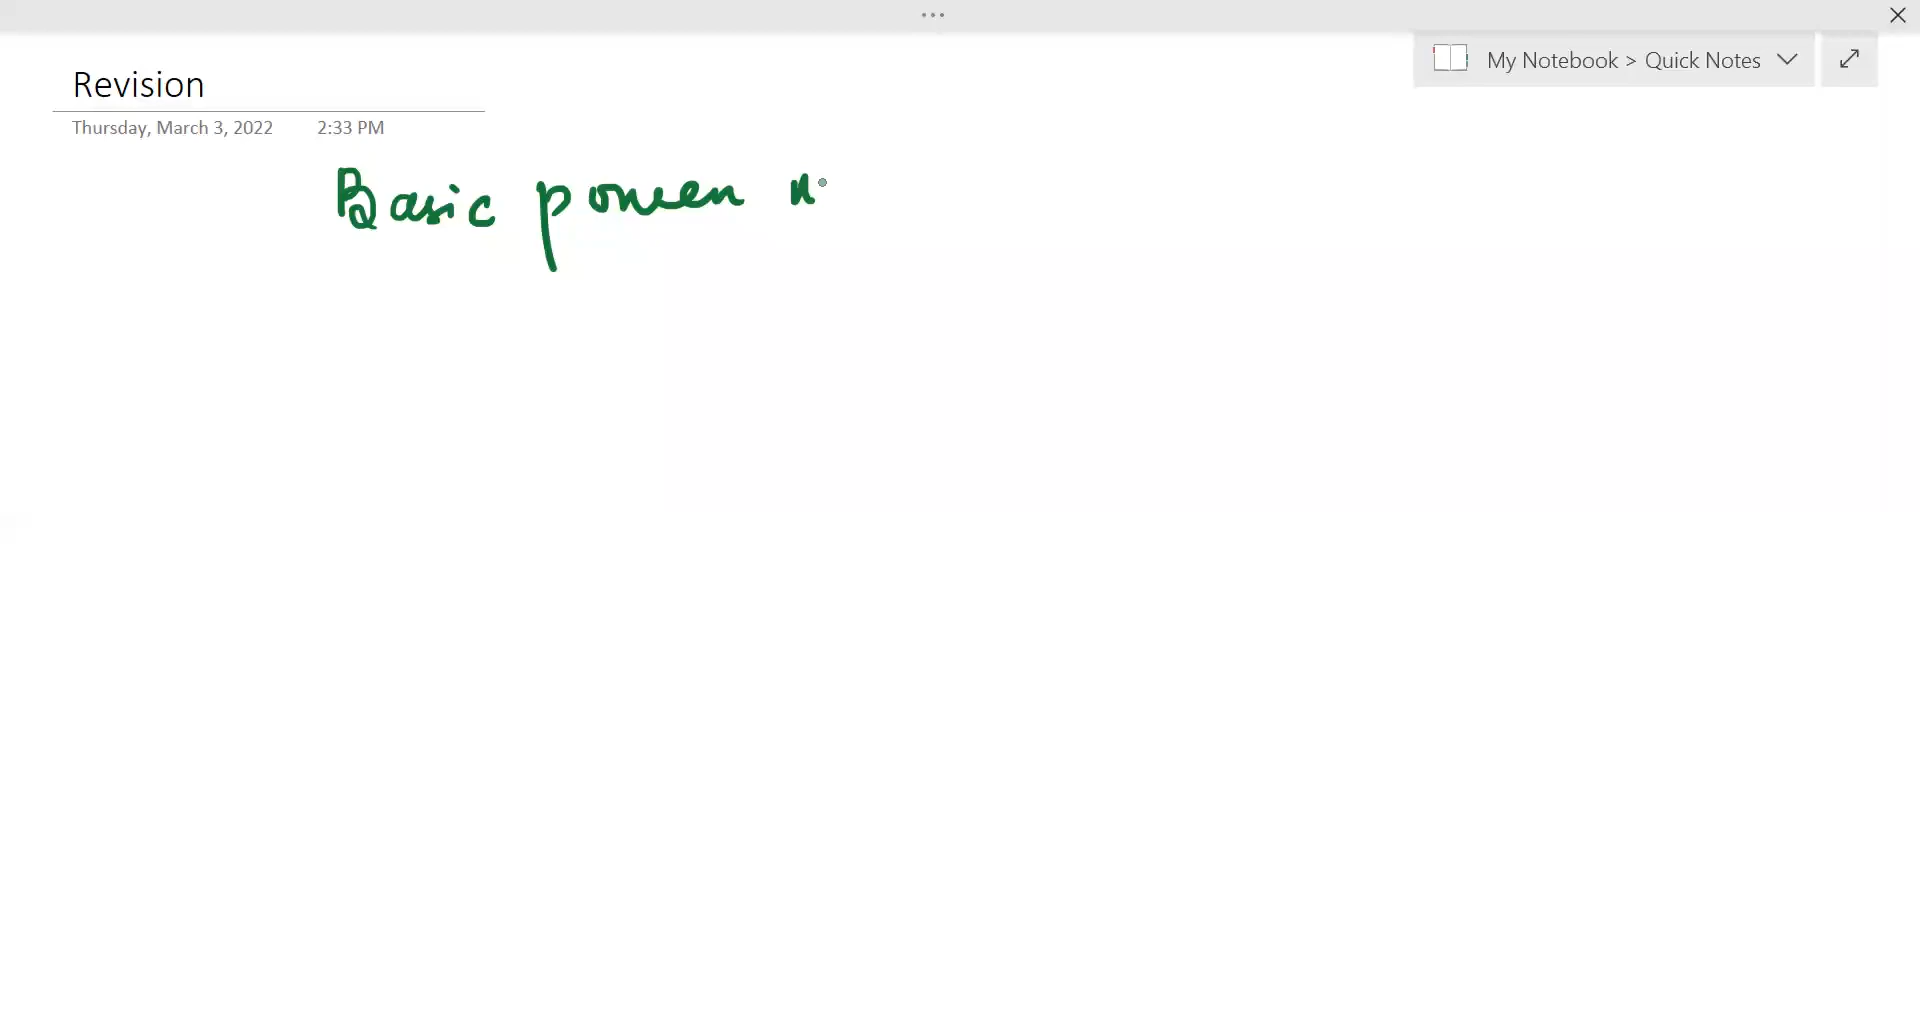 My Notebook > Quick Notes
Revision
Thursday, March 3, 2022 2:33 PM
Basic power